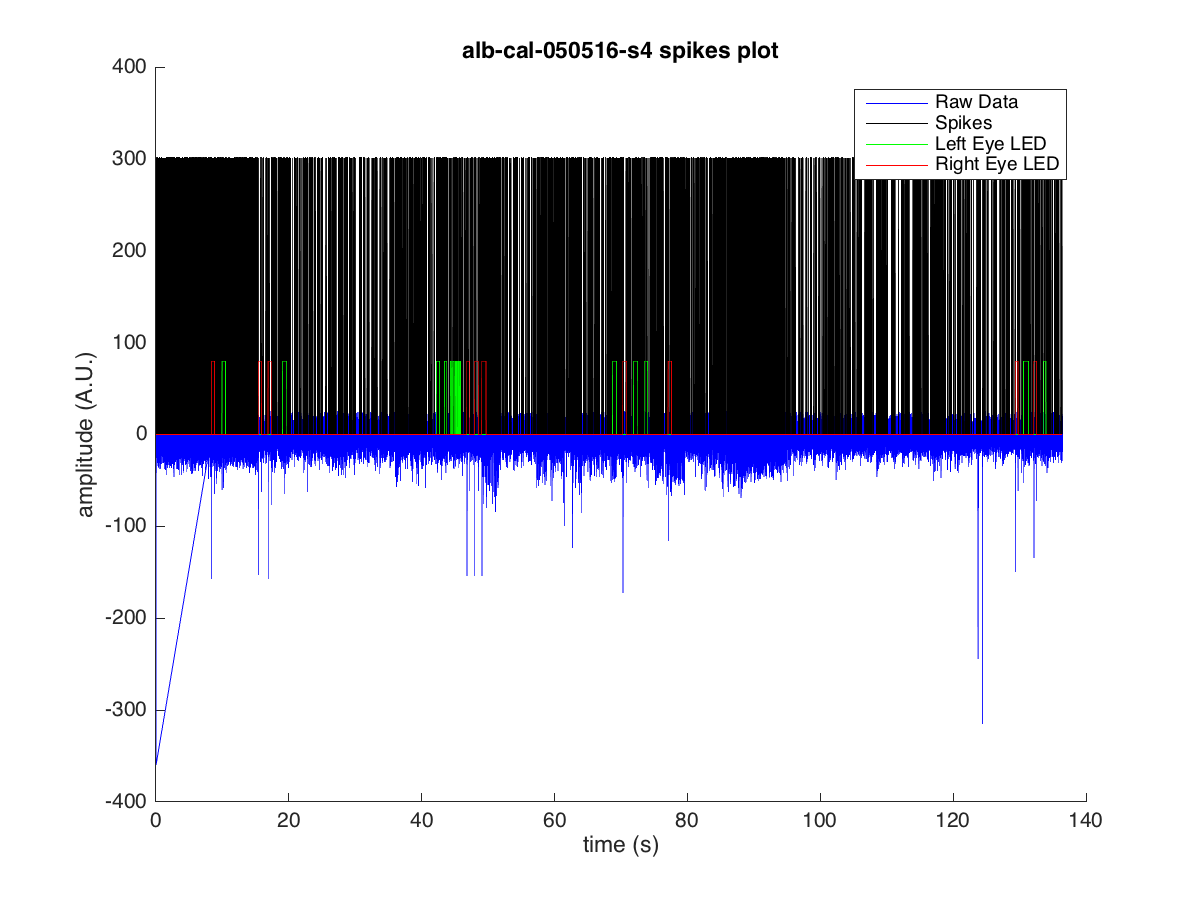 alb-cal-050516-s4 spikes plot
400
300
200
100
0
-100
-200
-300
-400
amplitude (A.U.)
Raw Data
Spikes
Left Eye LED
Right Eye LED
0 20 40 60 80 100 120 140
time (s)